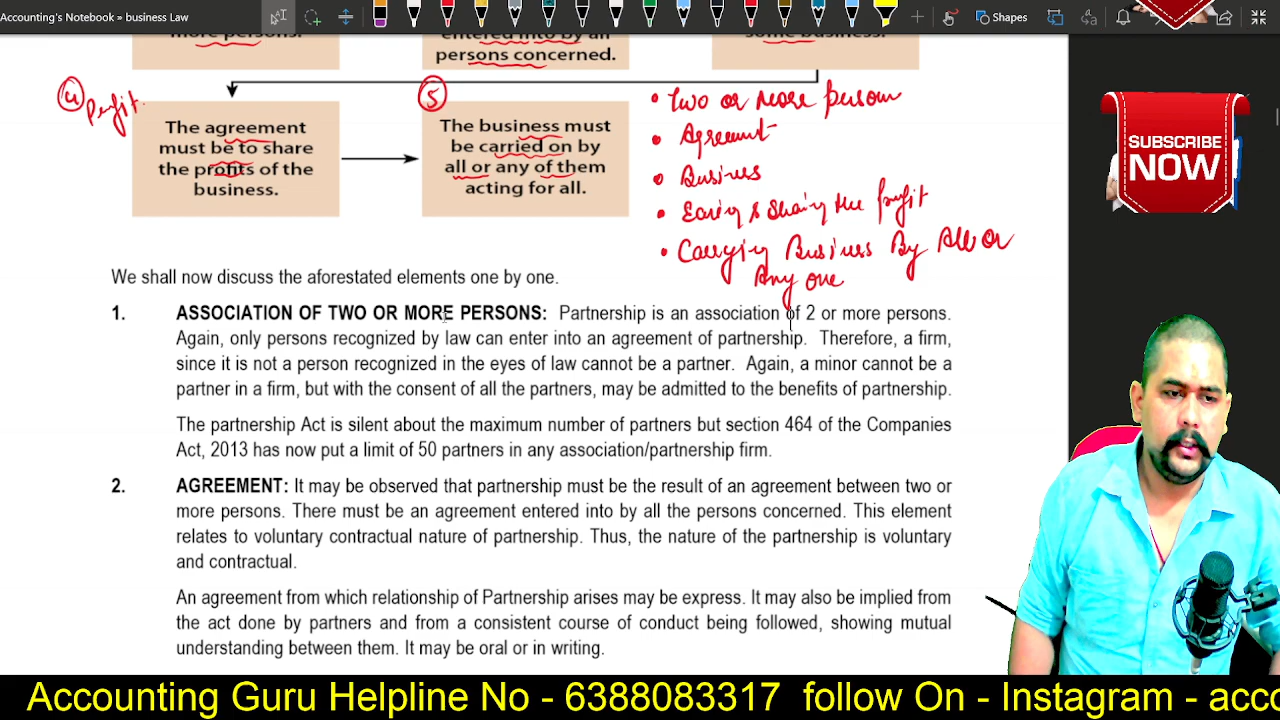 Accounting's Notebook » business Law
Shapes
more persons.
entered into by all
persons concerned.
some business.
4 Profit.
5
The agreement
must be to share
the profits of the
business.
The business must
be carried on by
all or any of them
acting for all.
• Two or More person
• Agreement
• Business
• & Sharing the Profit
• Carrying Business By All or
Any one
SUBSCRIBE
NOW
We shall now discuss the aforestated elements one by one.
1. ASSOCIATION OF TWO OR MORE PERSONS: Partnership is an association of 2 or more persons.
Again, only persons recognized by law can enter into an agreement of partnership. Therefore, a firm,
since it is not a person recognized in the eyes of law cannot be a partner. Again, a minor cannot be a
partner in a firm, but with the consent of all the partners, may be admitted to the benefits of partnership.
The partnership Act is silent about the maximum number of partners but section 464 of the Companies
Act, 2013 has now put a limit of 50 partners in any association/partnership firm.
2. AGREEMENT: It may be observed that partnership must be the result of an agreement between two or
more persons. There must be an agreement entered into by all the persons concerned. This element
relates to voluntary contractual nature of partnership. Thus, the nature of the partnership is voluntary
and contractual.
An agreement from which relationship of Partnership arises may be express. It may also be implied from
the act done by partners and from a consistent course of conduct being followed, showing mutual
understanding between them. It may be oral or in writing.
Accounting Guru Helpline No - 6388083317 follow On - Instagram - acco